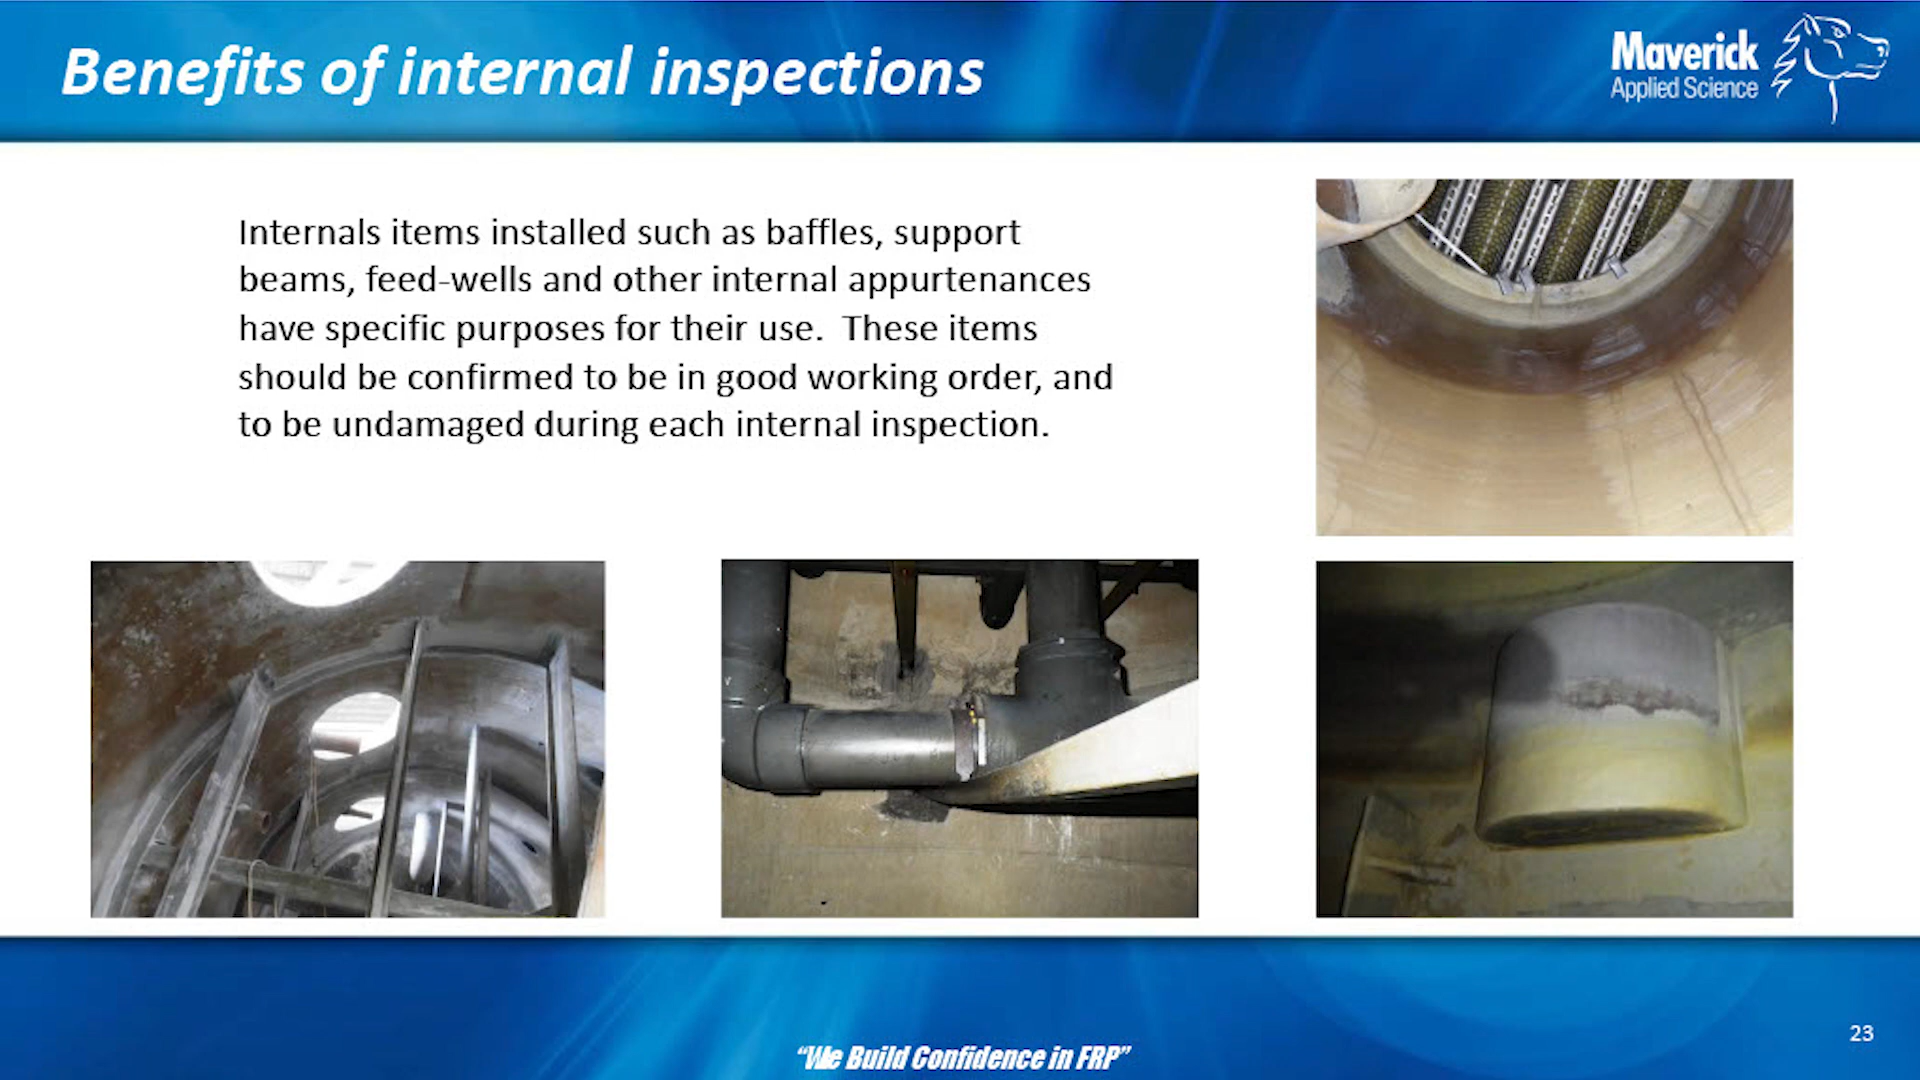 Benefits of internal inspections
Maverick
Applied Science
Internals items installed such as baffles, support
beams, feed-wells and other internal appurtenances
have specific purposes for their use.  These items
should be confirmed to be in good working order, and
to be undamaged during each internal inspection.
23
“We Build Confidence in FRP”